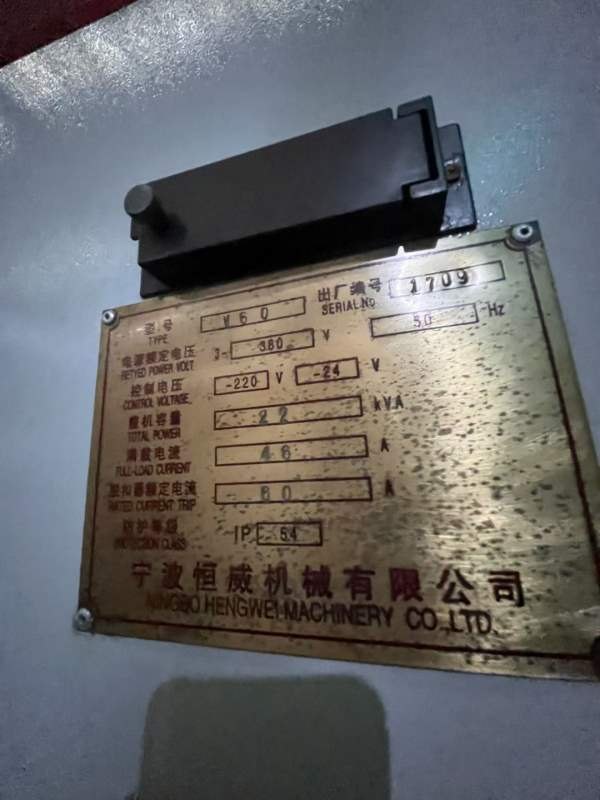 型号 W60 出厂编号 1709
TYPE SERIAL NO
电源额定电压 3~ 380 V 50 Hz
RETYED POWER VOLT
控制电压 ~220 V ~24 V
CONTROL VOLTAGE
整机容量 22 kVA
TOTAL POWER
满载电流 46 A
FULL-LOAD CURRENT
脱扣器额定电流 60 A
RATED CURRENT TRIP
防护等级 IP 54
PROTECTION CLASS
宁波恒威机械有限公司
NINGBO HENGWEI MACHINERY CO.,LTD.